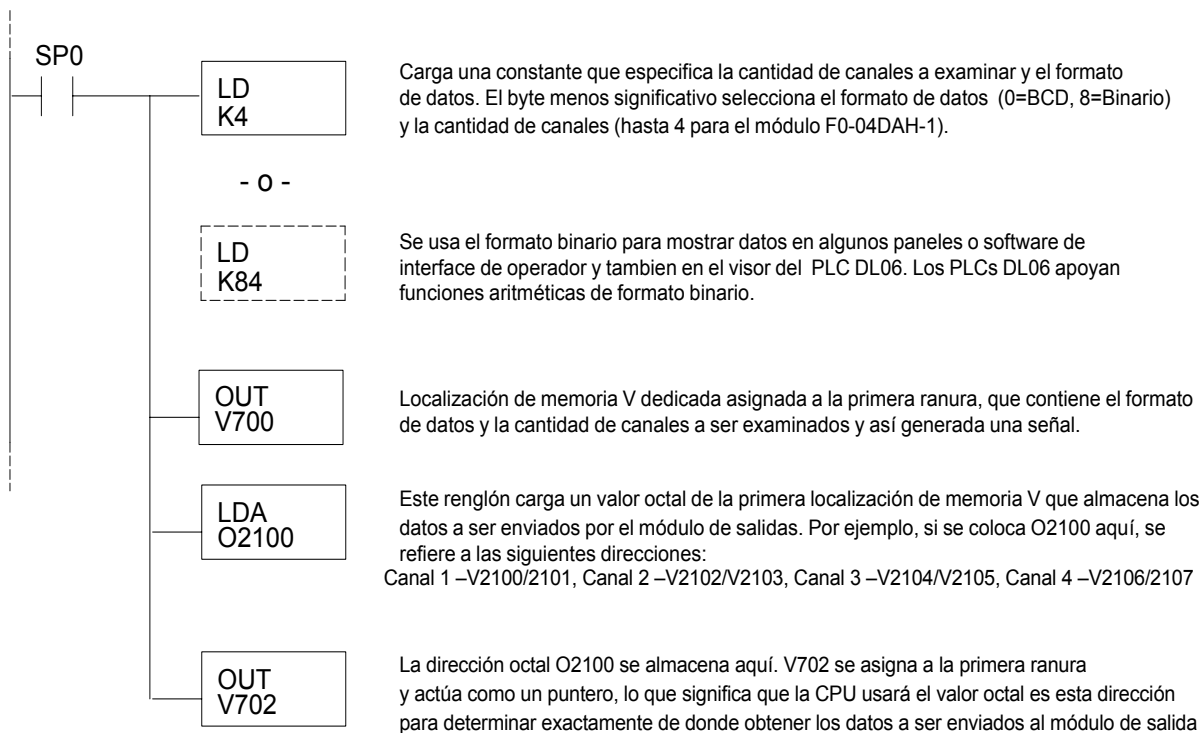 SP0
LD
K4
Carga una constante que especifica la cantidad de canales a examinar y el formato
de datos. El byte menos significativo selecciona el formato de datos (0=BCD, 8=Binario)
y la cantidad de canales (hasta 4 para el módulo F0-04DAH-1).
- o -
LD
K84
Se usa el formato binario para mostrar datos en algunos paneles o software de
interface de operador y tambien en el visor del PLC DL06. Los PLCs DL06 apoyan
funciones aritméticas de formato binario.
OUT
V700
Localización de memoria V dedicada asignada a la primera ranura, que contiene el formato
de datos y la cantidad de canales a ser examinados y así generada una señal.
LDA
O2100
Este renglón carga un valor octal de la primera localización de memoria V que almacena los
datos a ser enviados por el módulo de salidas. Por ejemplo, si se coloca O2100 aquí, se
refiere a las siguientes direcciones:
Canal 1 –V2100/2101, Canal 2 –V2102/V2103, Canal 3 –V2104/V2105, Canal 4 –V2106/2107
OUT
V702
La dirección octal O2100 se almacena aquí. V702 se asigna a la primera ranura
y actúa como un puntero, lo que significa que la CPU usará el valor octal es esta dirección
para determinar exactamente de donde obtener los datos a ser enviados al módulo de salida